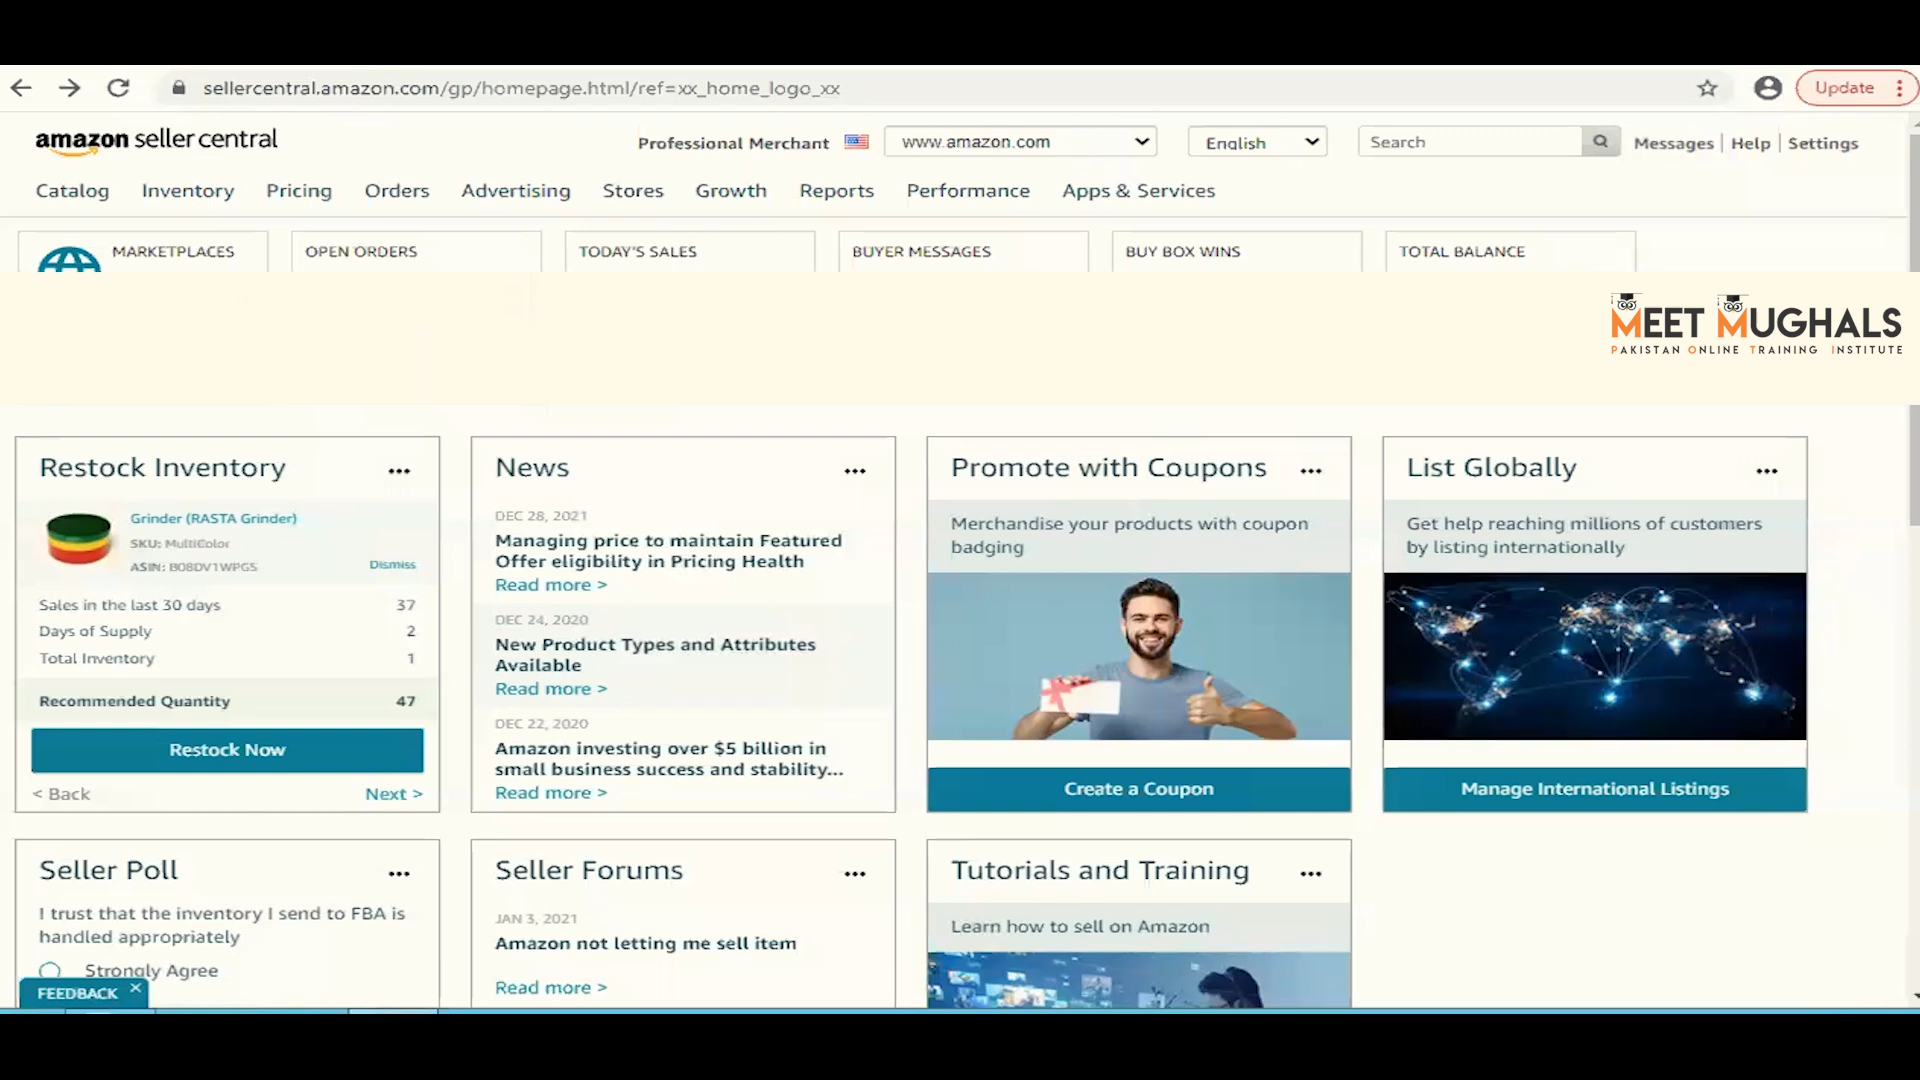 sellercentral.amazon.com/gp/homepage.html/ref=xx_home_logo_xx
Update
amazon seller central
Professional Merchant
www.amazon.com
English
Search
Messages | Help | Settings
Catalog Inventory Pricing Orders Advertising Stores Growth Reports Performance Apps & Services
MARKETPLACES
OPEN ORDERS
TODAY'S SALES
BUYER MESSAGES
BUY BOX WINS
TOTAL BALANCE
MEET MUGHALS
PAKISTAN ONLINE TRAINING INSTITUTE
Restock Inventory
Grinder (RASTA Grinder)
SKU: MultiColor
ASIN: B08DV1WPGS
Dismiss
Sales in the last 30 days 37
Days of Supply 2
Total Inventory 1
Recommended Quantity 47
Restock Now
< Back Next >
News
DEC 28, 2021
Managing price to maintain Featured
Offer eligibility in Pricing Health
Read more >
DEC 24, 2020
New Product Types and Attributes
Available
Read more >
DEC 22, 2020
Amazon investing over $5 billion in
small business success and stability...
Read more >
Promote with Coupons
Merchandise your products with coupon
badging
Create a Coupon
List Globally
Get help reaching millions of customers
by listing internationally
Manage International Listings
Seller Poll
I trust that the inventory I send to FBA is
handled appropriately
Strongly Agree
FEEDBACK
Seller Forums
JAN 3, 2021
Amazon not letting me sell item
Read more >
Tutorials and Training
Learn how to sell on Amazon